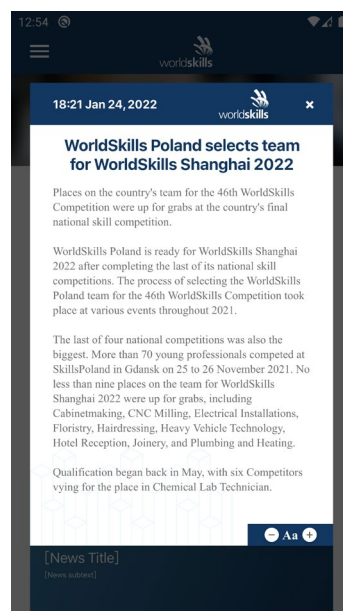 12:54
worldskills
18:21 Jan 24, 2022
worldskills
×
WorldSkills Poland selects team
for WorldSkills Shanghai 2022
Places on the country's team for the 46th WorldSkills
Competition were up for grabs at the country's final
national skill competition.
WorldSkills Poland is ready for WorldSkills Shanghai
2022 after completing the last of its national skill
competitions. The process of selecting the WorldSkills
Poland team for the 46th WorldSkills Competition took
place at various events throughout 2021.
The last of four national competitions was also the
biggest. More than 70 young professionals competed at
SkillsPoland in Gdansk on 25 to 26 November 2021. No
less than nine places on the team for WorldSkills
Shanghai 2022 were up for grabs, including
Cabinetmaking, CNC Milling, Electrical Installations,
Floristry, Hairdressing, Heavy Vehicle Technology,
Hotel Reception, Joinery, and Plumbing and Heating.
Qualification began back in May, with six Competitors
vying for the place in Chemical Lab Technician.
− Aa +
[News Title]
[News subtext]